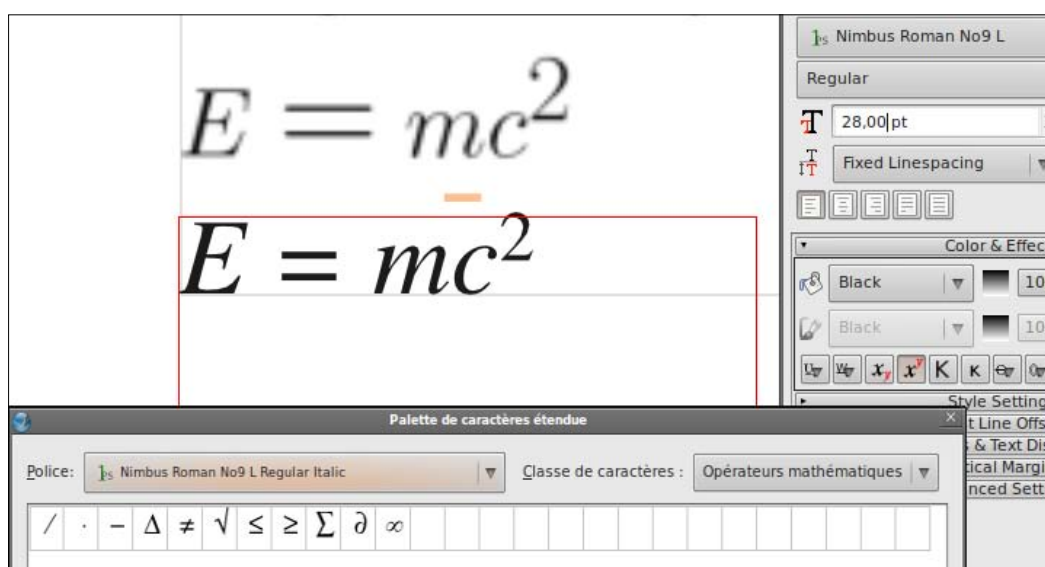 E = mc²
E = mc²
Nimbus Roman No9 L
Regular
28,00 pt
Fixed Linespacing
Color & Effec
Black
10
Black
10
Style Setting
t Line Offs
& Text Dis
tical Margi
nced Sett
Palette de caractères étendue
Police: Nimbus Roman No9 L Regular Italic Classe de caractères : Opérateurs mathématiques
/ · − Δ ≠ √ ≤ ≥ ∑ ∂ ∞